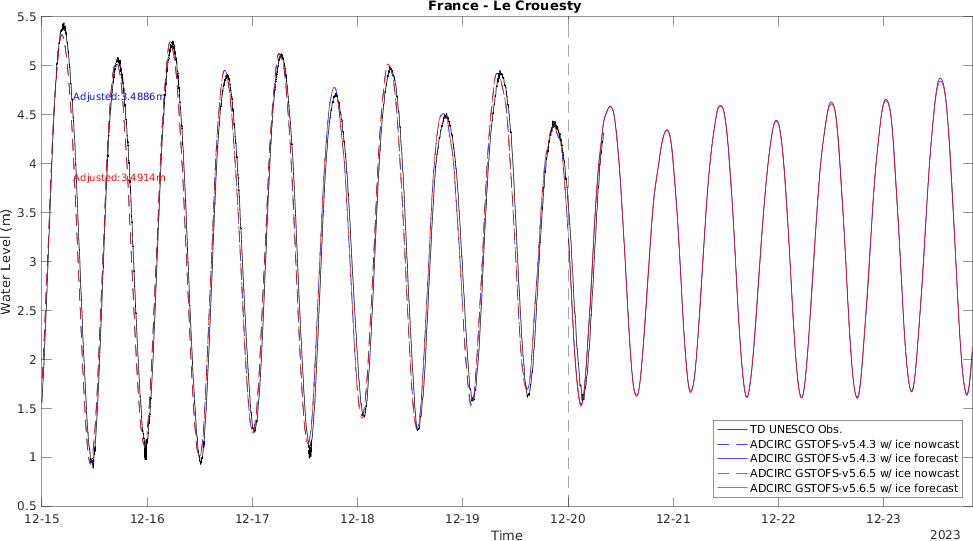 France - Le Crouesty
5.5
5
4.5
4
3.5
3
2.5
2
1.5
1
0.5
Water Level (m)
Adjusted:3.4886m
Adjusted:3.4914m
TD UNESCO Obs.
ADCIRC GSTOFS-v5.4.3 w/ ice nowcast
ADCIRC GSTOFS-v5.4.3 w/ ice forecast
ADCIRC GSTOFS-v5.6.5 w/ ice nowcast
ADCIRC GSTOFS-v5.6.5 w/ ice forecast
12-15 12-16 12-17 12-18 12-19 12-20 12-21 12-22 12-23
Time
2023